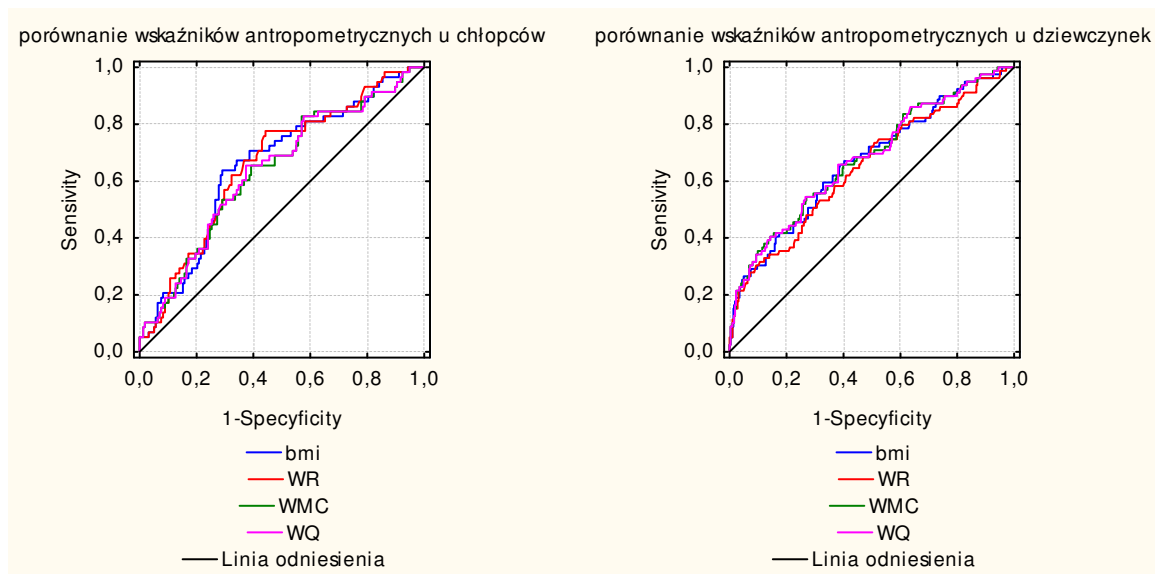 porównanie wskaźników antropometrycznych u chłopców
1,0
0,8
0,6
0,4
0,2
0,0
Sensivity
0,0 0,2 0,4 0,6 0,8 1,0
1-Specyficity
bmi
WR
WMC
WQ
Linia odniesienia
porównanie wskaźników antropometrycznych u dziewczynek
1,0
0,8
0,6
0,4
0,2
0,0
Sensivity
0,0 0,2 0,4 0,6 0,8 1,0
1-Specyficity
bmi
WR
WMC
WQ
Linia odniesienia